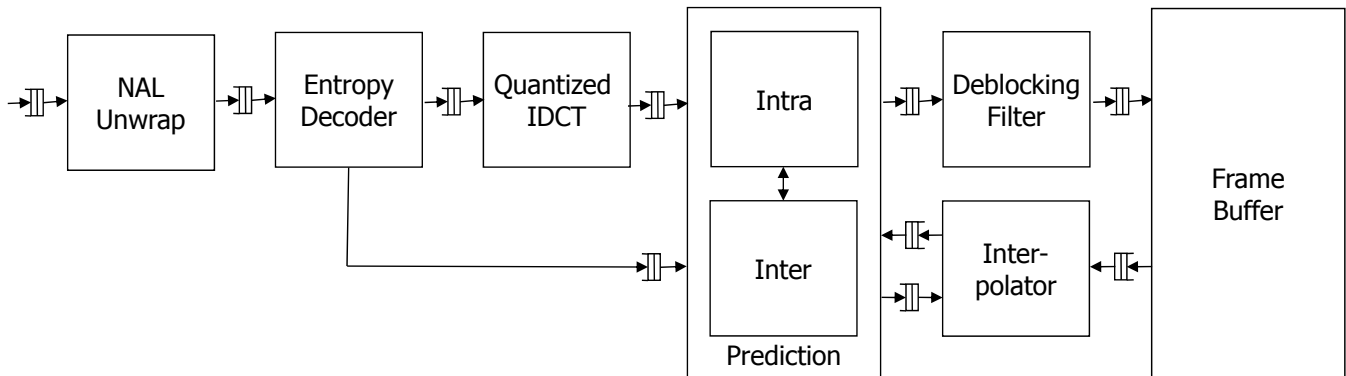 NAL
Unwrap
Entropy
Decoder
Quantized
IDCT
Intra
Inter
Prediction
Deblocking
Filter
Inter-
polator
Frame
Buffer